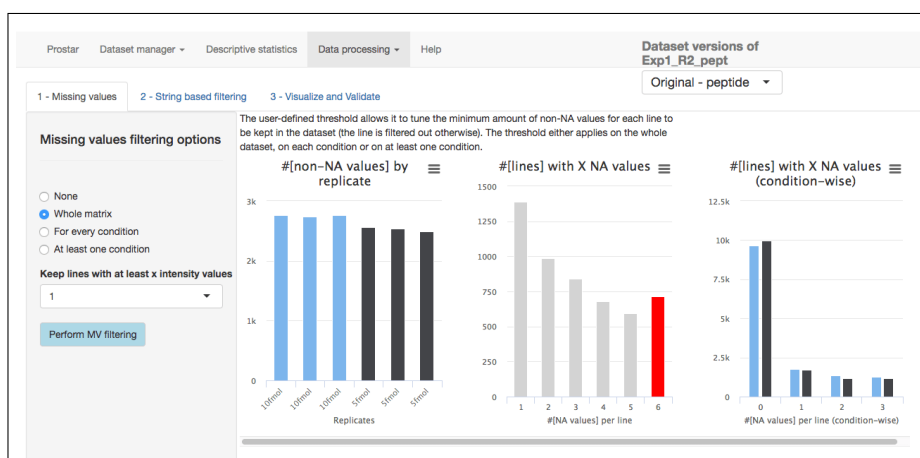 Prostar
Dataset manager
Descriptive statistics
Data processing
Help
Dataset versions of
Exp1_R2_pept
Original - peptide
1 - Missing values
2 - String based filtering
3 - Visualize and Validate
Missing values filtering options
None
Whole matrix
For every condition
At least one condition
Keep lines with at least x intensity values
1
Perform MV filtering
The user-defined threshold allows it to tune the minimum amount of non-NA values for each line to
be kept in the dataset (the line is filtered out otherwise). The threshold either applies on the whole
dataset, on each condition or on at least one condition.
#[non-NA values] by
replicate
3k
2k
1k
0
10fmol
10fmol
10fmol
5fmol
5fmol
5fmol
Replicates
#[lines] with X NA values
1500
1250
1000
750
500
250
0
1
2
3
4
5
6
#[NA values] per line
#[lines] with X NA values
(condition-wise)
12.5k
10k
7.5k
5k
2.5k
0
0
1
2
3
#[NA values] per line (condition-wise)